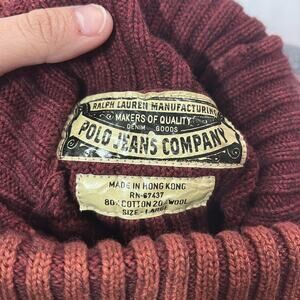 RALPH LAUREN MANUFACTURING
MAKERS OF QUALITY
DENIM GOODS
POLO JEANS COMPANY
MADE IN HONG KONG
RN-67437
80% COTTON 20% WOOL
SIZE-LARGE